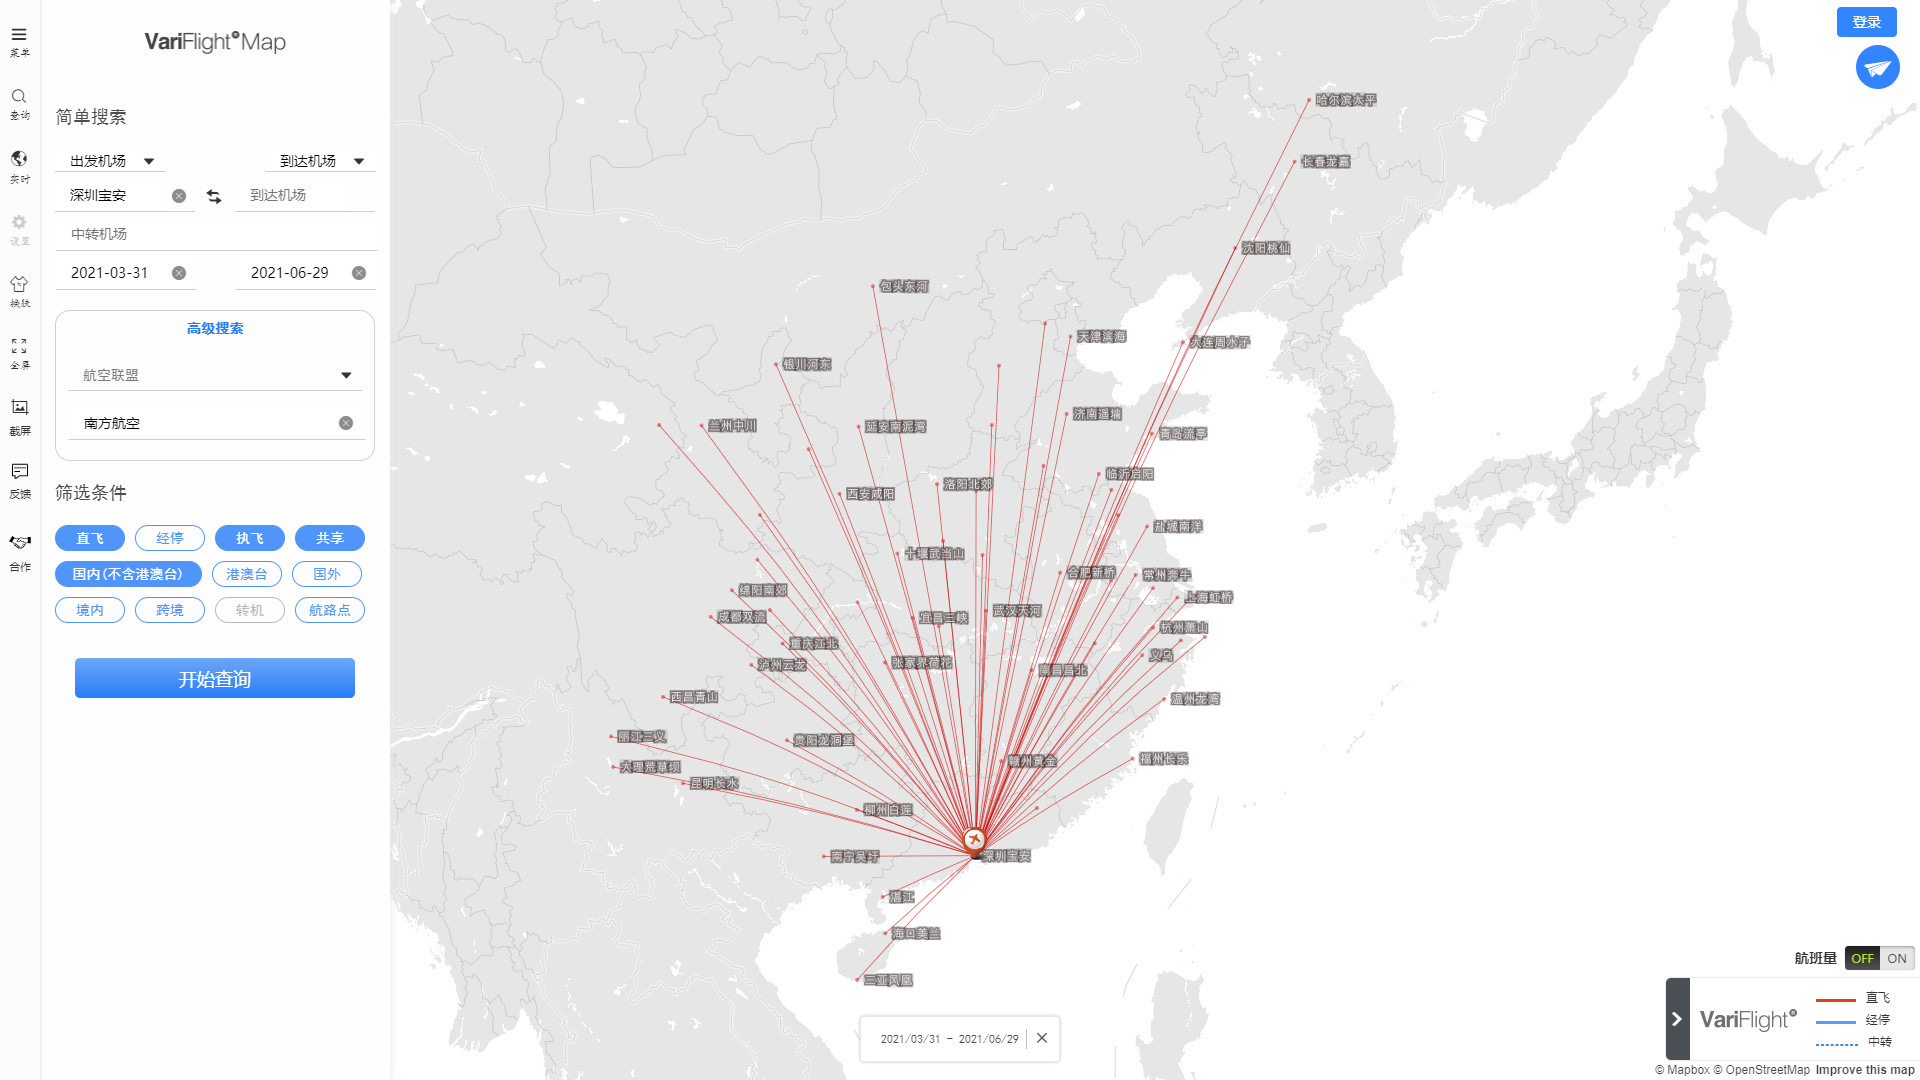 菜单
查询
实时
设置
换肤
全屏
截屏
反馈
合作
VariFlight Map
简单搜索
出发机场
到达机场
深圳宝安
到达机场
中转机场
2021-03-31
2021-06-29
高级搜索
航空联盟
南方航空
筛选条件
直飞
经停
执飞
共享
国内(不含港澳台)
港澳台
国外
境内
跨境
转机
航路点
开始查询
登录
哈尔滨太平
长春龙嘉
沈阳桃仙
包头东河
天津滨海
大连周水子
银川河东
济南遥墙
兰州中川
延安南泥湾
青岛流亭
临沂启阳
洛阳北郊
西安咸阳
盐城南洋
十堰武当山
合肥新桥
常州奔牛
绵阳南郊
上海虹桥
武汉天河
成都双流
宜昌三峡
杭州萧山
重庆江北
义乌
泸州云龙
张家界荷花
南昌昌北
西昌青山
温州龙湾
丽江三义
贵阳龙洞堡
福州长乐
赣州黄金
大理荒草坝
昆明长水
柳州白莲
南宁吴圩
深圳宝安
湛江
海口美兰
三亚凤凰
2021/03/31 - 2021/06/29
航班量
OFF
ON
VariFlight
直飞
经停
中转
© Mapbox © OpenStreetMap Improve this map